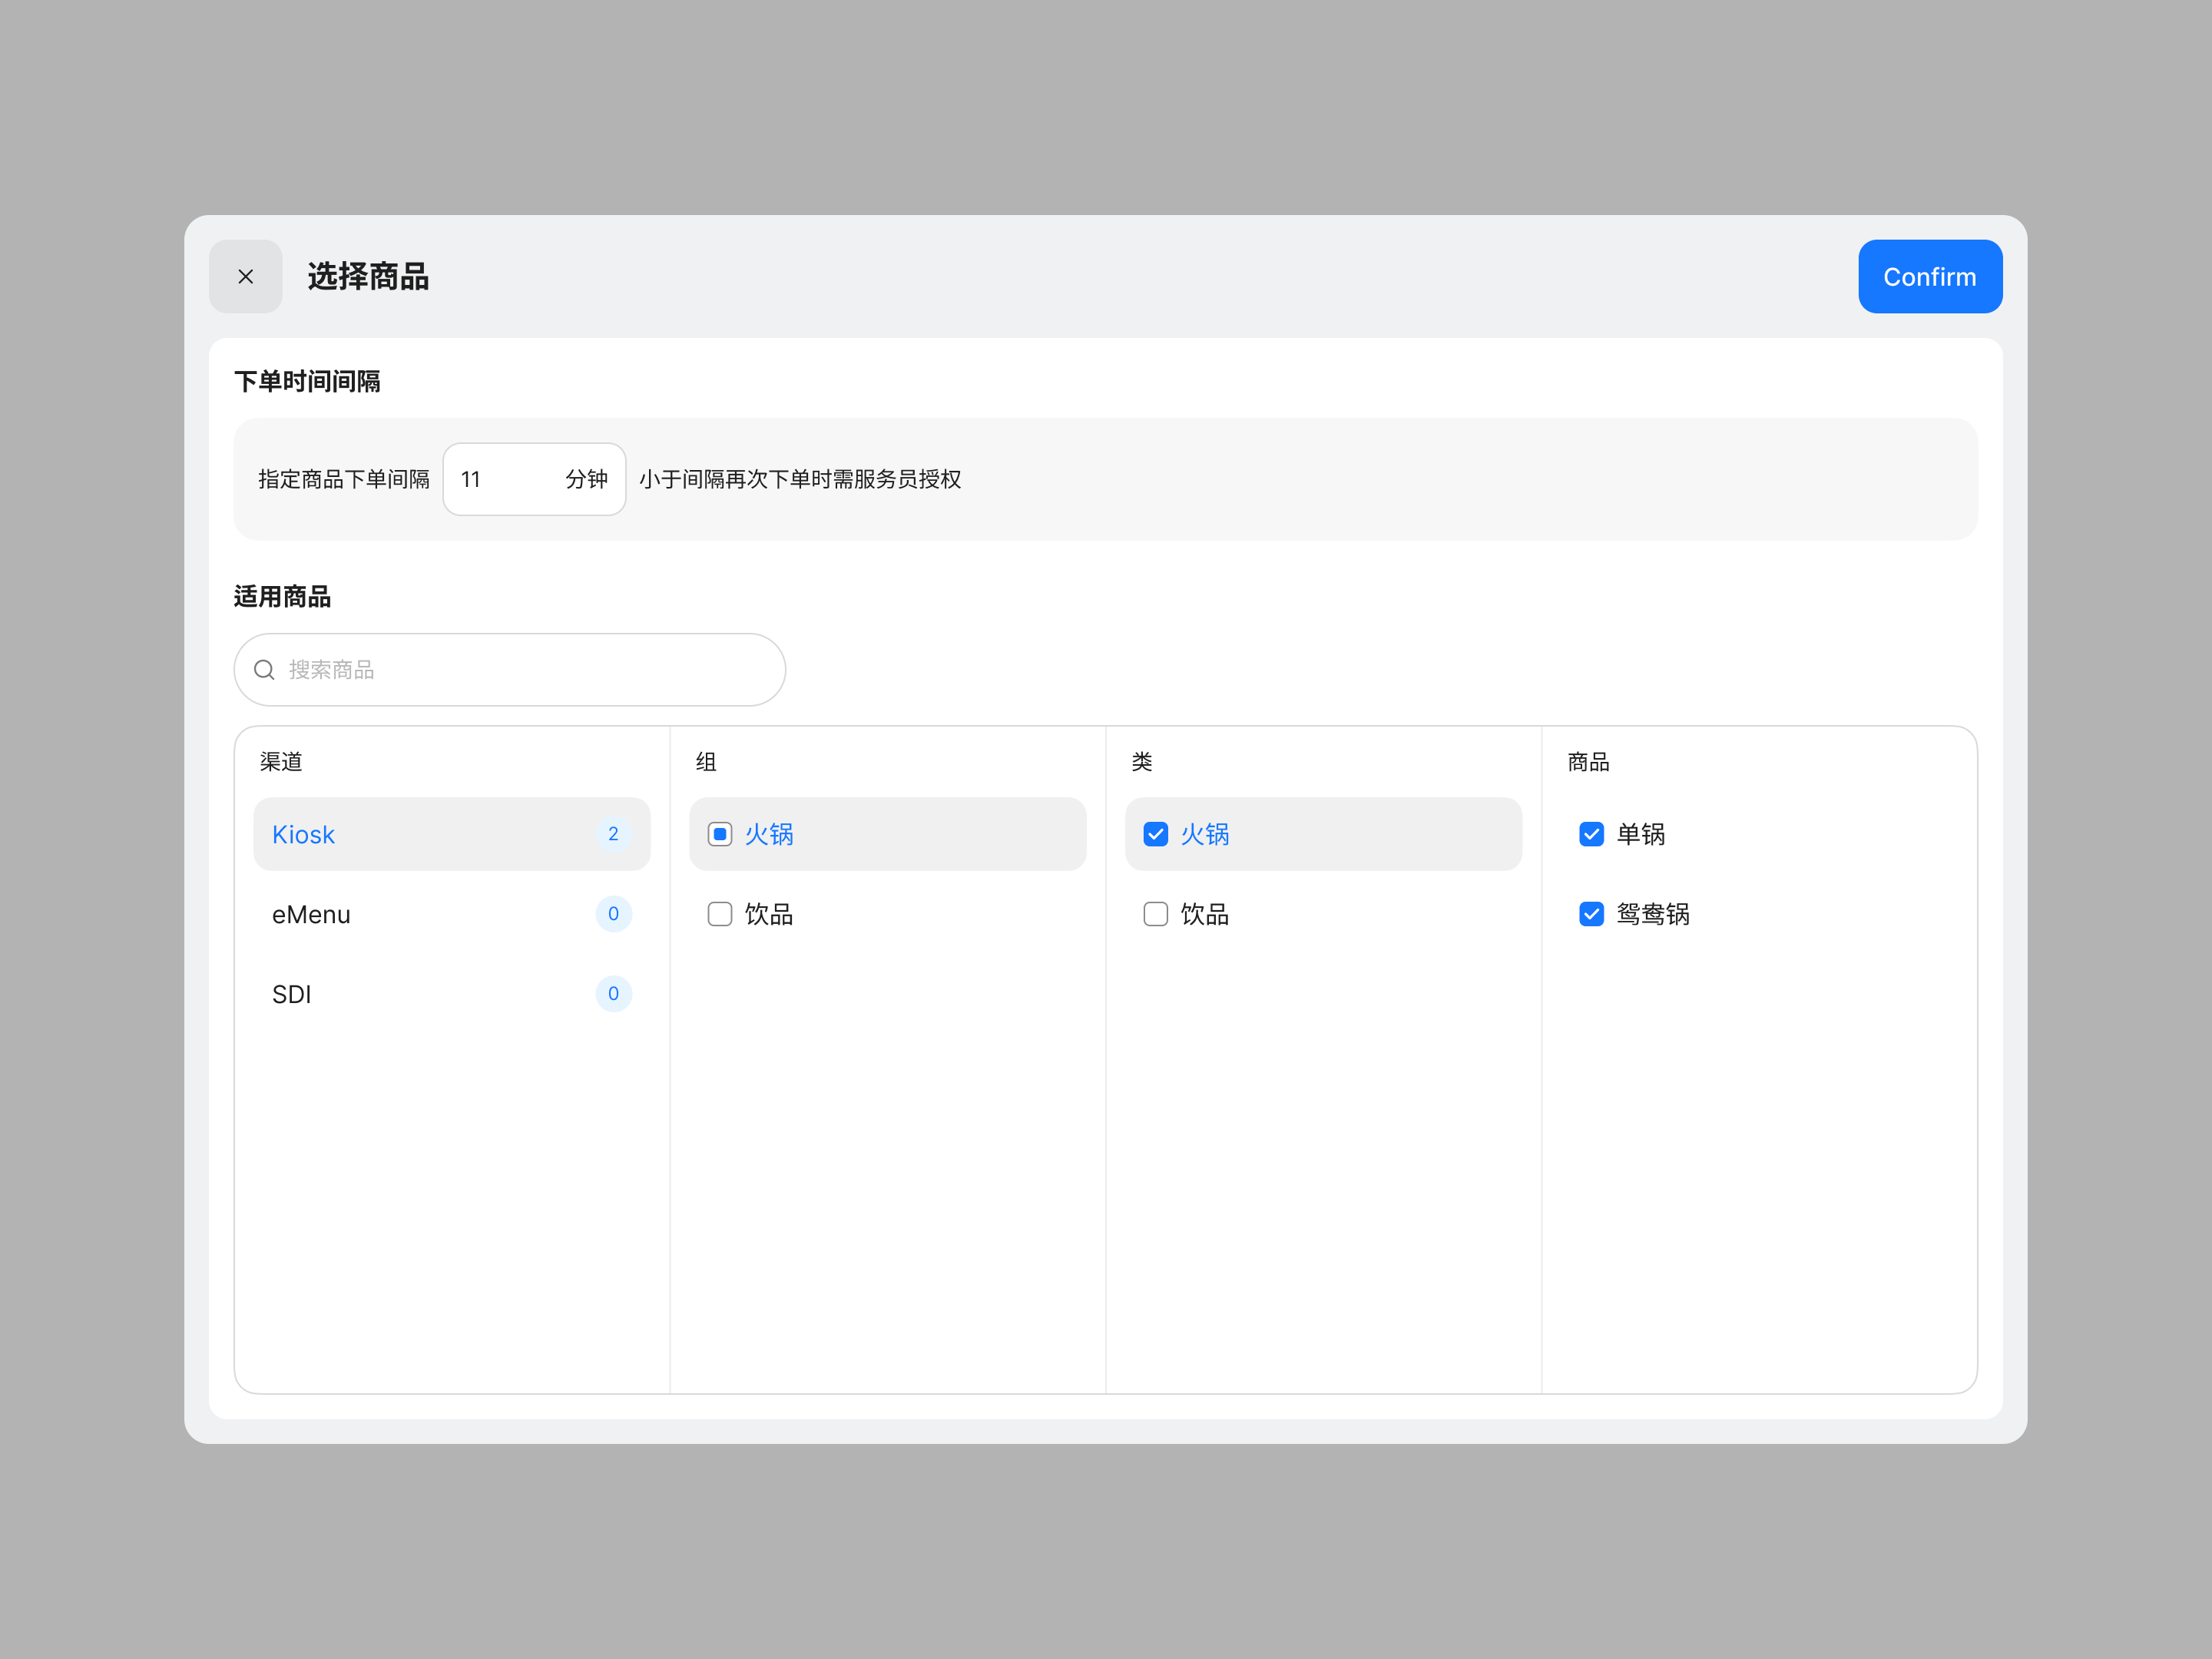 选择商品
Confirm
下单时间间隔
指定商品下单间隔 11 分钟 小于间隔再次下单时需服务员授权
适用商品
搜索商品
渠道 组 类 商品
Kiosk 2 火锅 火锅 单锅
eMenu 0 饮品 饮品 鸳鸯锅
SDI 0